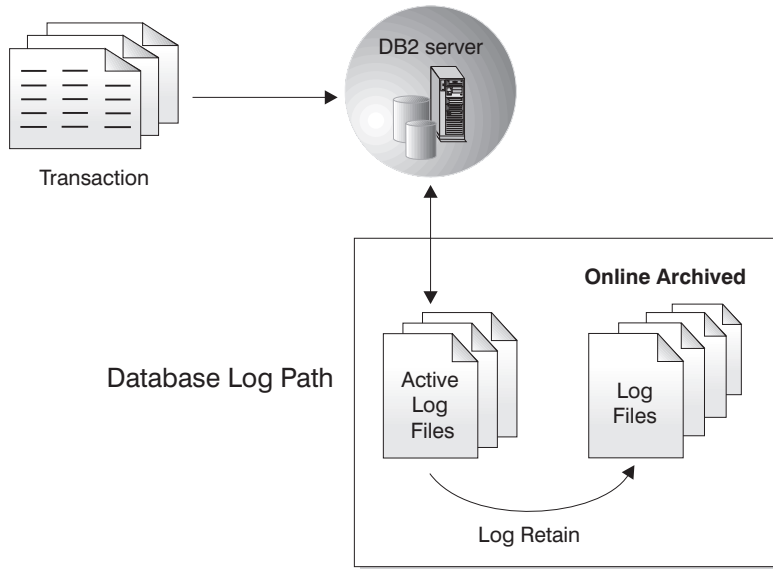 DB2 server
Transaction
Online Archived
Database Log Path
Active
Log
Files
Log
Files
Log Retain